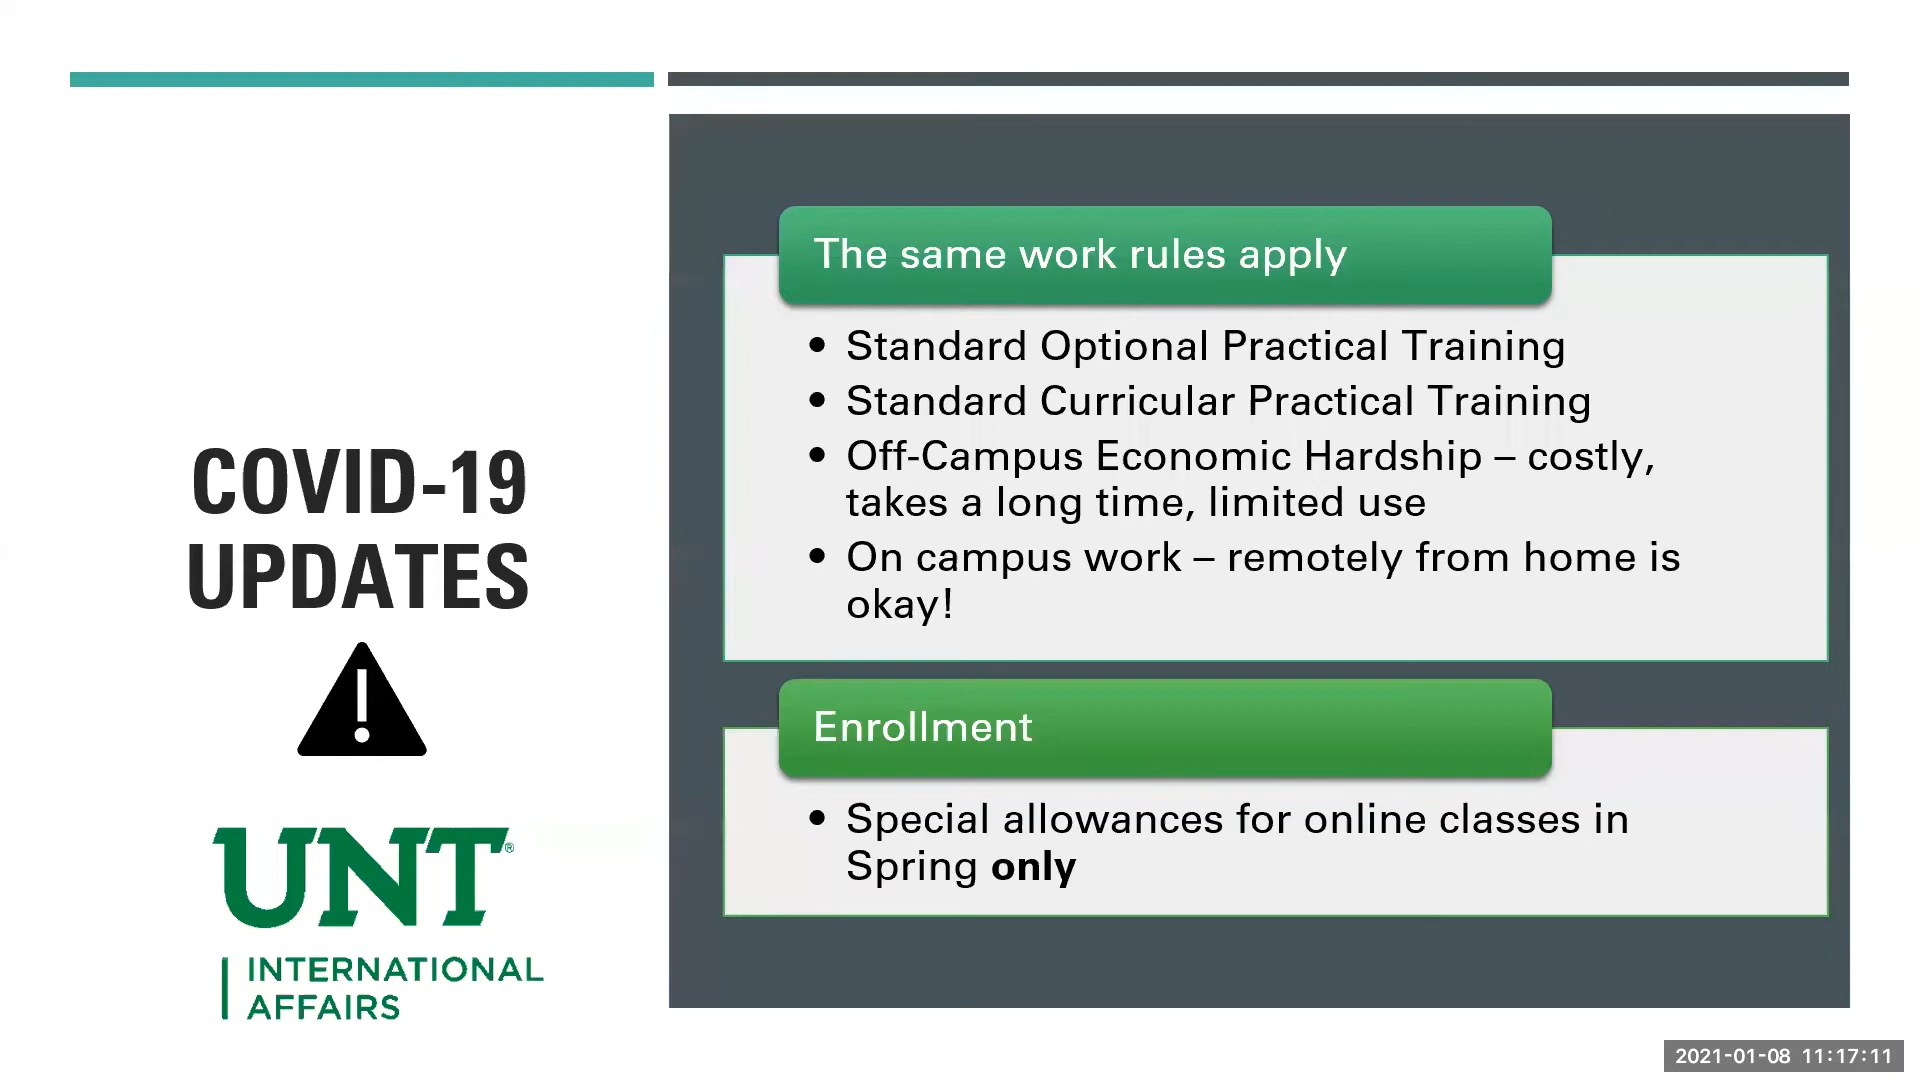 COVID-19
UPDATES
UNT®
INTERNATIONAL
AFFAIRS
The same work rules apply
• Standard Optional Practical Training
• Standard Curricular Practical Training
• Off-Campus Economic Hardship – costly,
takes a long time, limited use
• On campus work – remotely from home is
okay!
Enrollment
• Special allowances for online classes in
Spring only
2021-01-08 11:17:11